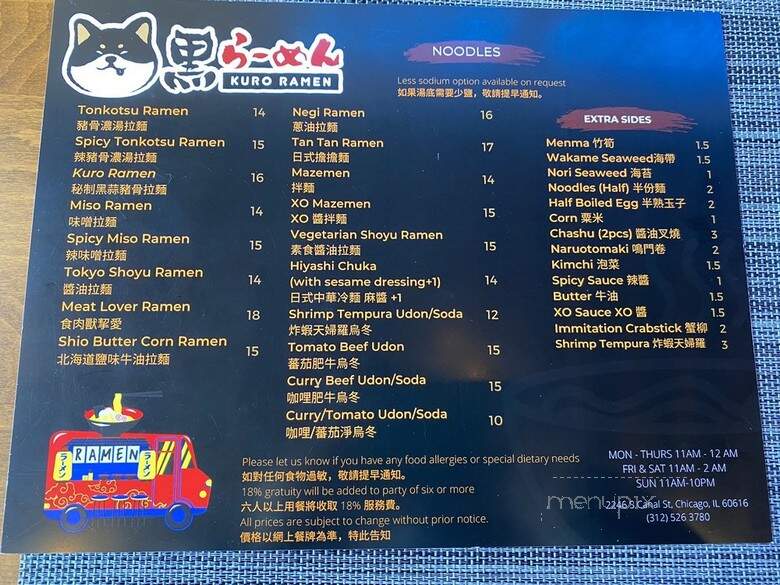 黒らーめん
KURO RAMEN
Tonkotsu Ramen 14
豬骨濃湯拉麵
Spicy Tonkotsu Ramen 15
辣豬骨濃湯拉麵
Kuro Ramen 16
秘制黑蒜豬骨拉麵
Miso Ramen 14
味噌拉麵
Spicy Miso Ramen 15
辣味噌拉麵
Tokyo Shoyu Ramen 14
醬油拉麵
Meat Lover Ramen 18
食肉獸挐愛
Shio Butter Corn Ramen 15
北海道鹽味牛油拉麵
RAMEN
ラーメン
ラーメン
NOODLES
Less sodium option available on request
如果湯底需要少鹽，敬請提早通知。
Negi Ramen 16
蔥油拉麵
Tan Tan Ramen 17
日式擔擔麵
Mazemen 14
拌麵
XO Mazemen 15
XO 醬拌麵
Vegetarian Shoyu Ramen 15
素食醬油拉麵
Hiyashi Chuka
(with sesame dressing+1) 14
日式中華冷麵 麻醬 +1
Shrimp Tempura Udon/Soda 12
炸蝦天婦羅烏冬
Tomato Beef Udon 15
蕃茄肥牛烏冬
Curry Beef Udon/Soda 15
咖哩肥牛烏冬
Curry/Tomato Udon/Soda 10
咖哩/蕃茄淨烏冬
EXTRA SIDES
Menma 竹筍 1.5
Wakame Seaweed海帶 1.5
Nori Seaweed 海苔 1
Noodles (Half) 半份麵 2
Half Boiled Egg 半熟玉子 2
Corn 粟米 1
Chashu (2pcs) 醬油叉燒 3
Naruotomaki 鳴門卷 2
Kimchi 泡菜 1.5
Spicy Sauce 辣醬 1
Butter 牛油 1.5
XO Sauce XO 醬 1.5
Immitation Crabstick 蟹柳 2
Shrimp Tempura 炸蝦天婦羅 3
Please let us know if you have any food allergies or special dietary needs
如對任何食物過敏，敬請提早通知。
18% gratuity will be added to party of six or more
六人以上用餐將收取 18% 服務費。
All prices are subject to change without prior notice.
價格以網上餐牌為準，特此告知
MON - THURS 11AM - 12 AM
FRI & SAT 11AM - 2 AM
SUN 11AM-10PM
menupix
2246 S Canal St, Chicago, IL 60616
(312) 526 3780